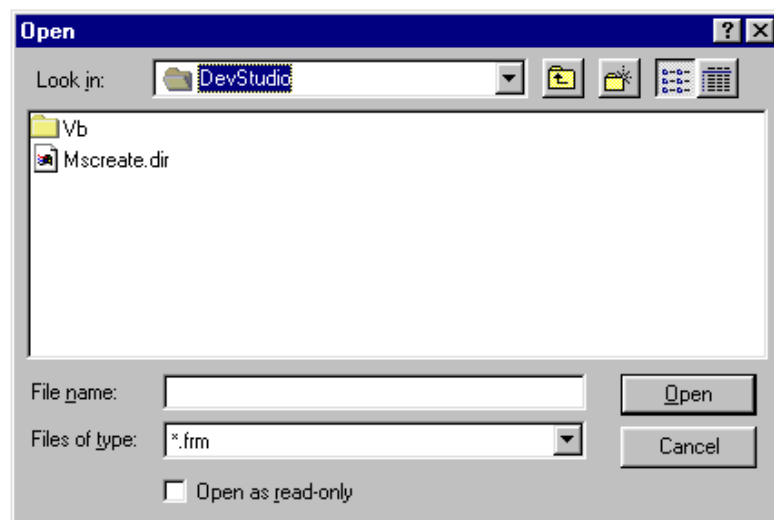 Open
Look in: DevStudio
Vb
Mscreate.dir
File name: Open
Files of type: *.frm Cancel
Open as read-only